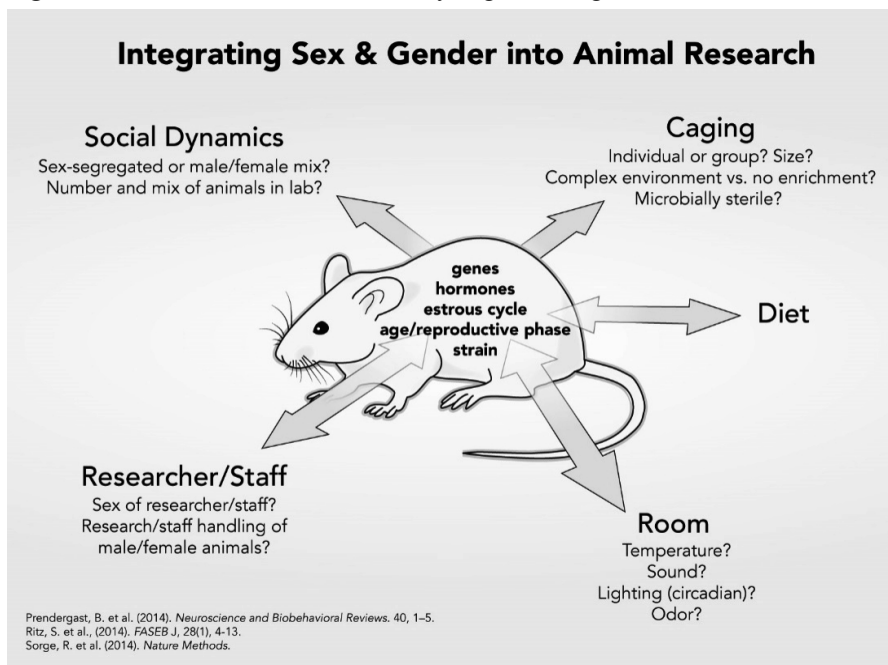 Integrating Sex & Gender into Animal Research
Social Dynamics
Sex-segregated or male/female mix?
Number and mix of animals in lab?
Caging
Individual or group? Size?
Complex environment vs. no enrichment?
Microbially sterile?
genes
hormones
estrous cycle
age/reproductive phase
strain
Diet
Researcher/Staff
Sex of researcher/staff?
Research/staff handling of
male/female animals?
Room
Temperature?
Sound?
Lighting (circadian)?
Odor?
Prendergast, B. et al. (2014). Neuroscience and Biobehavioral Reviews. 40, 1–5.
Ritz, S. et al., (2014). FASEB J, 28(1), 4-13.
Sorge, R. et al. (2014). Nature Methods.